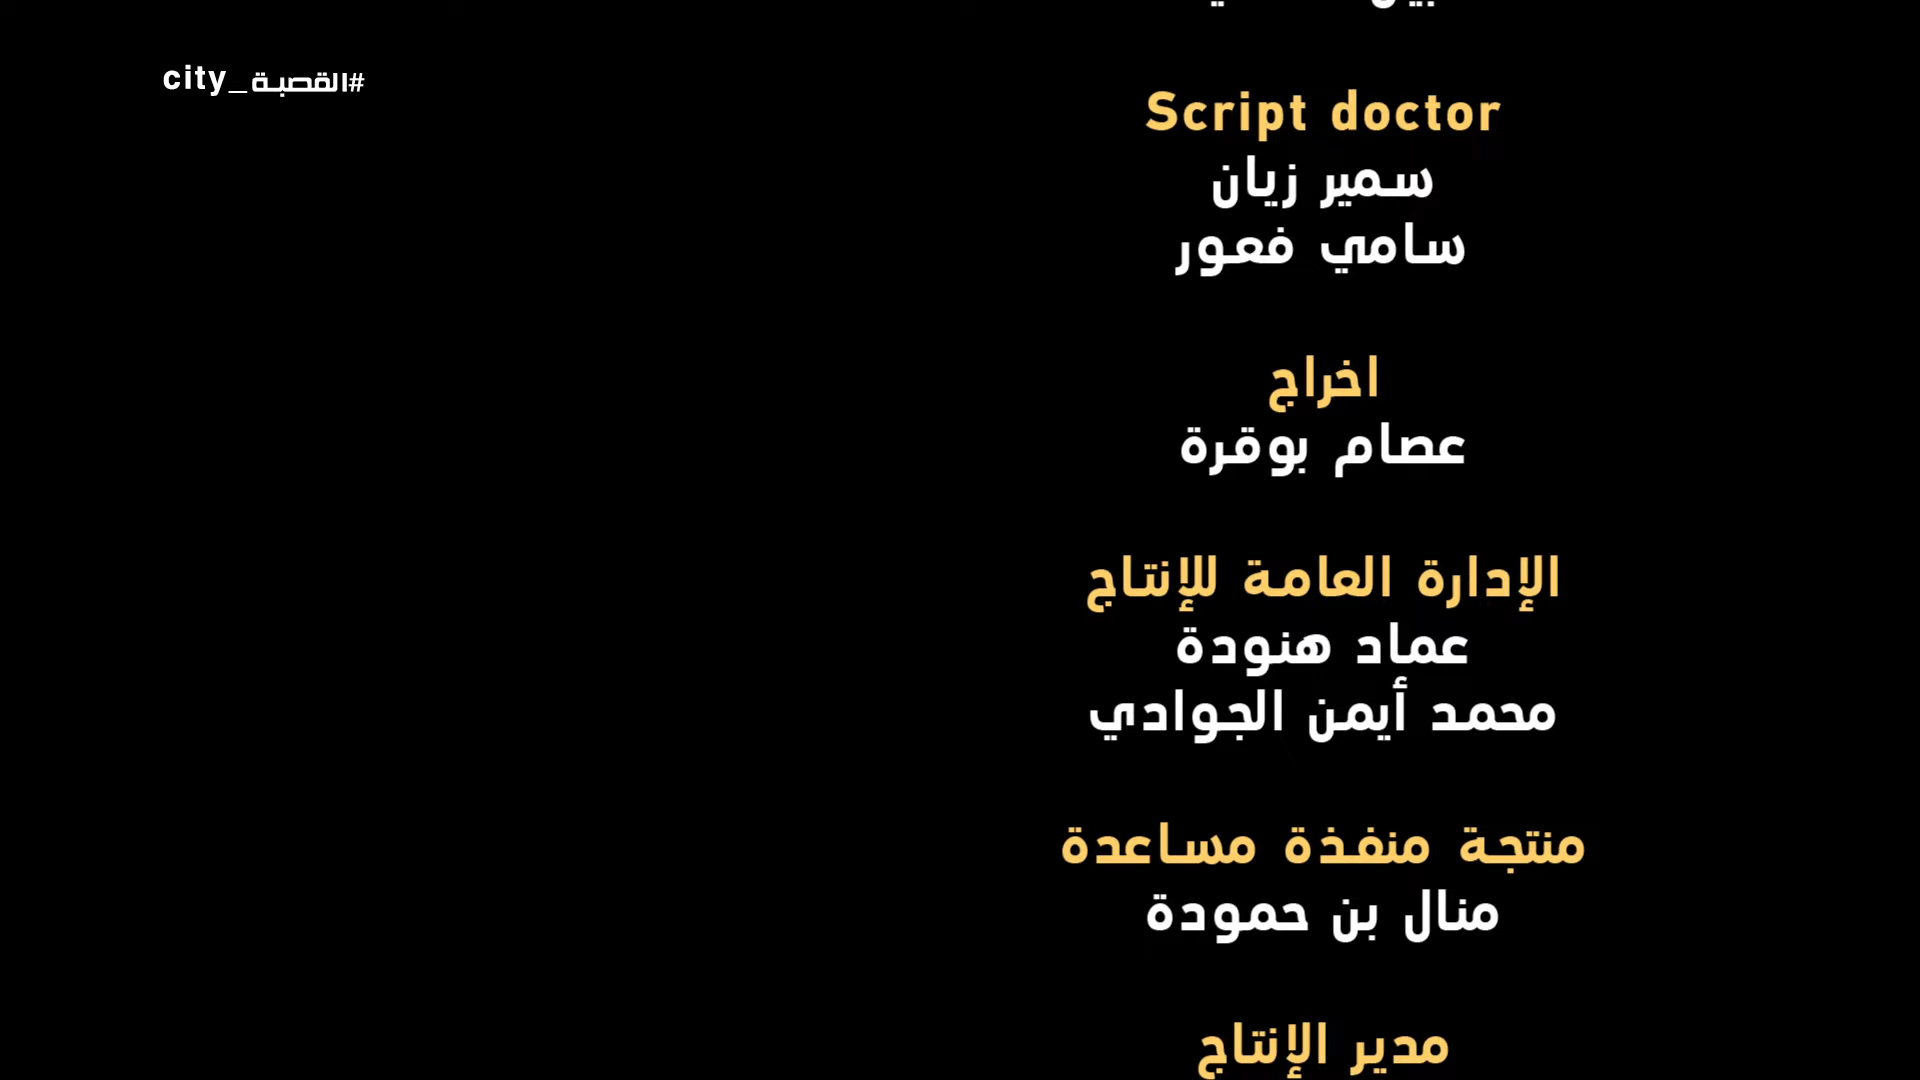 #القصبة_city
Script doctor
سمير زيان
سامي فعور
اخراج
عصام بوقرة
الإدارة العامة للإنتاج
عماد هنودة
محمد أيمن الجوادي
منتجة منفذة مساعدة
منال بن حمودة
مدير الإنتاج